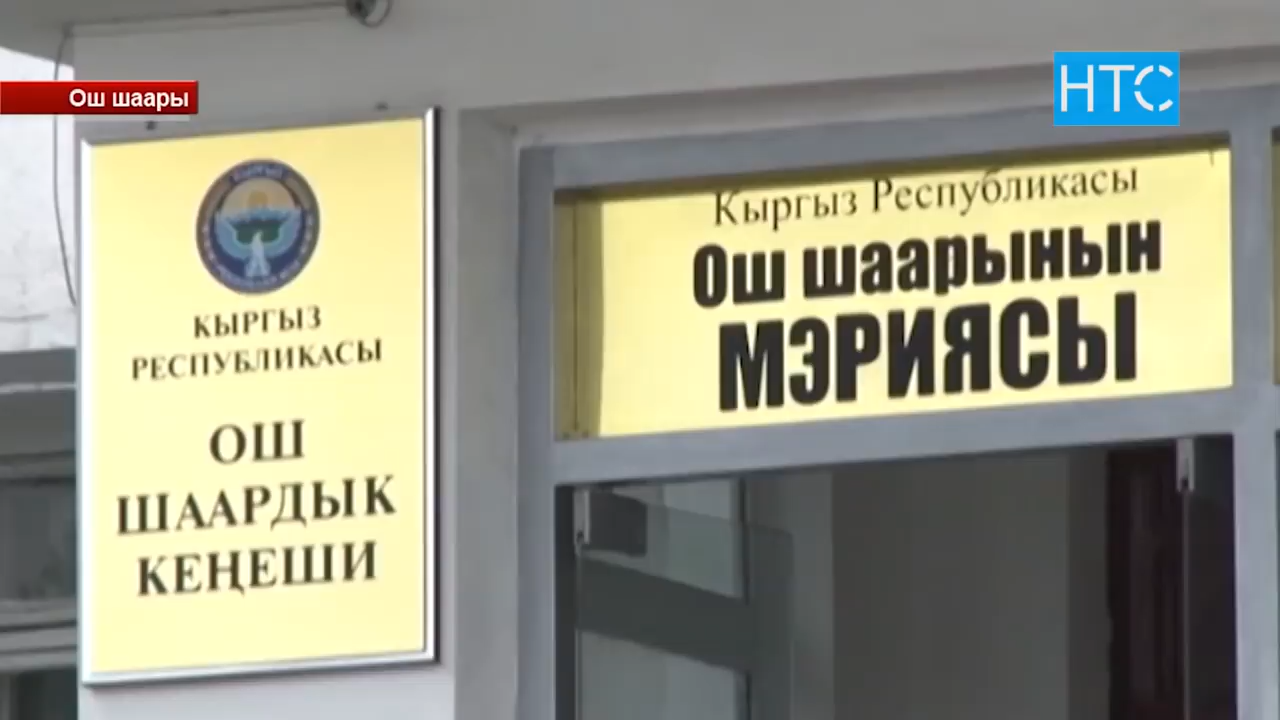 Ош шаары
НТС
КЫРГЫЗ
РЕСПУБЛИКАСЫ
ОШ
ШААРДЫК
КЕҢЕШИ
Кыргыз Республикасы
Ош шаарынын
МЭРИЯСЫ